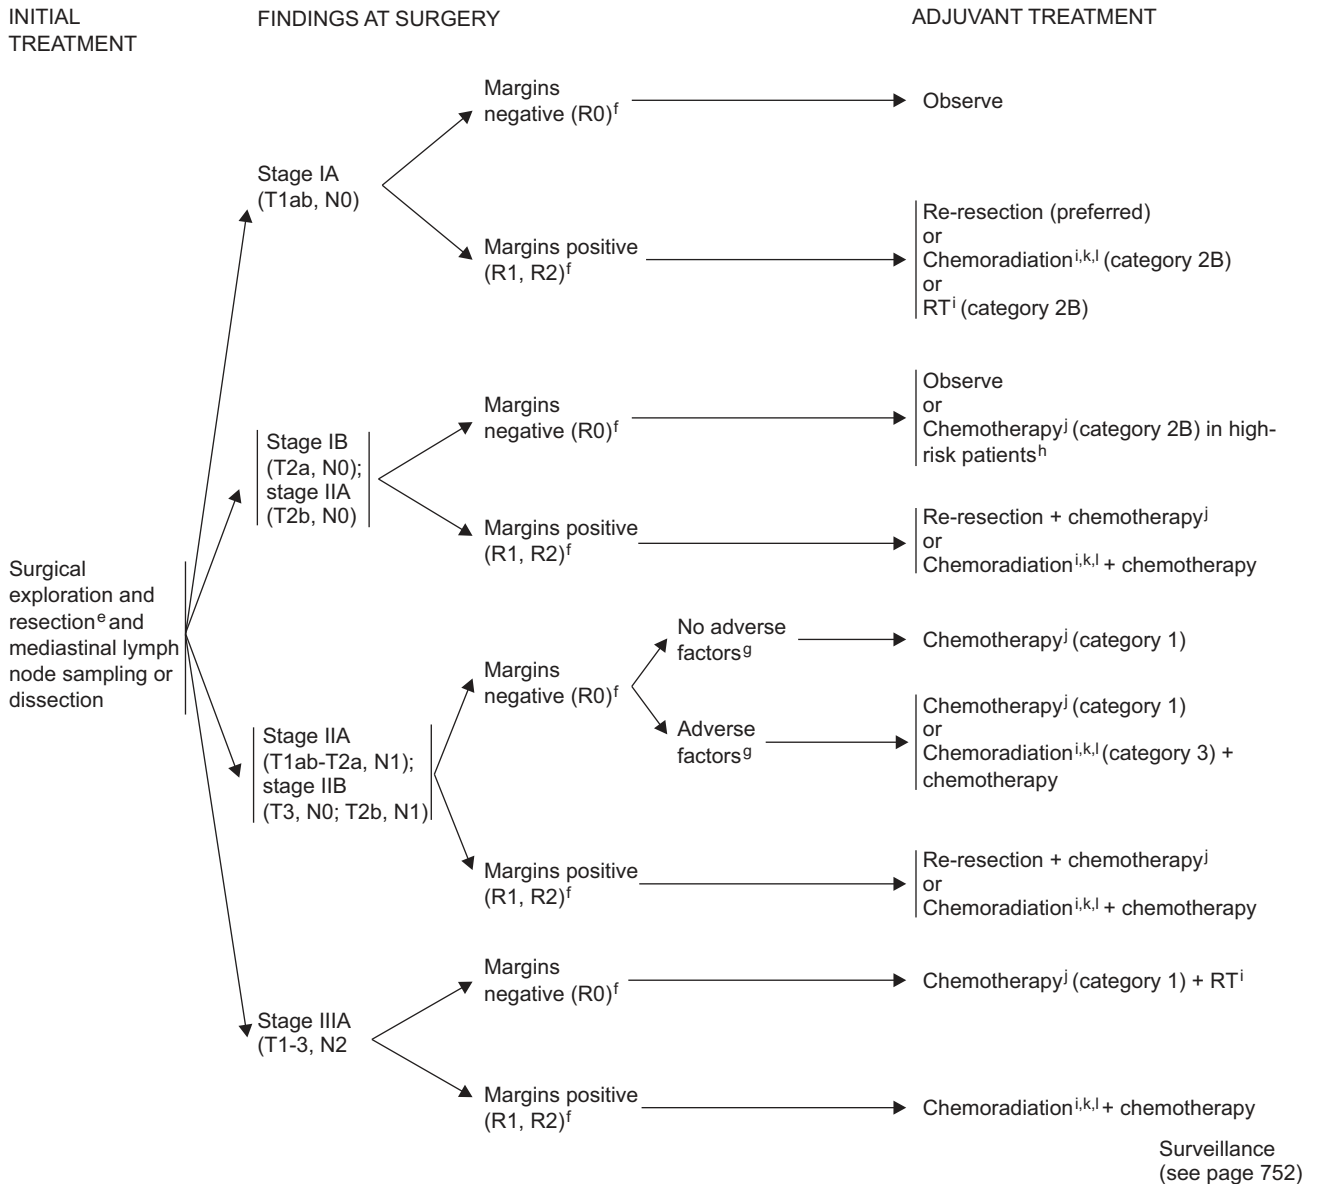 INITIAL
TREATMENT
FINDINGS AT SURGERY
ADJUVANT TREATMENT
Surgical
exploration and
resectionᵉ and
mediastinal lymph
node sampling or
dissection
Stage IA
(T1ab, N0)
Margins
negative (R0)ᶠ
Observe
Margins positive
(R1, R2)ᶠ
Re-resection (preferred)
or
Chemoradiationⁱ,ᵏ,ˡ (category 2B)
or
RTⁱ (category 2B)
Stage IB
(T2a, N0);
stage IIA
(T2b, N0)
Margins
negative (R0)ᶠ
Observe
or
Chemotherapyʲ (category 2B) in high-
risk patientsʰ
Margins positive
(R1, R2)ᶠ
Re-resection + chemotherapyʲ
or
Chemoradiationⁱ,ᵏ,ˡ + chemotherapy
Stage IIA
(T1ab-T2a, N1);
stage IIB
(T3, N0; T2b, N1)
Margins
negative (R0)ᶠ
No adverse
factorsᵍ
Chemotherapyʲ (category 1)
Adverse
factorsᵍ
Chemotherapyʲ (category 1)
or
Chemoradiationⁱ,ᵏ,ˡ (category 3) +
chemotherapy
Margins positive
(R1, R2)ᶠ
Re-resection + chemotherapyʲ
or
Chemoradiationⁱ,ᵏ,ˡ + chemotherapy
Stage IIIA
(T1-3, N2
Margins
negative (R0)ᶠ
Chemotherapyʲ (category 1) + RTⁱ
Margins positive
(R1, R2)ᶠ
Chemoradiationⁱ,ᵏ,ˡ + chemotherapy
Surveillance
(see page 752)